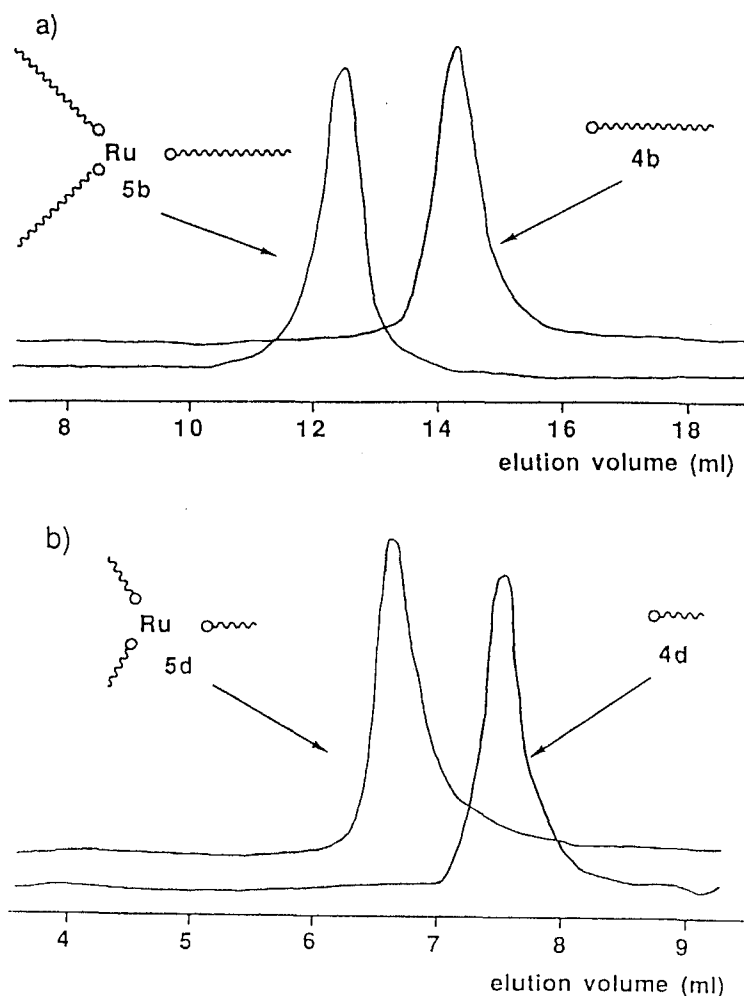 a)
Ru
5b
4b
8 10 12 14 16 18
elution volume (ml)
b)
Ru
5d
4d
4 5 6 7 8 9
elution volume (ml)